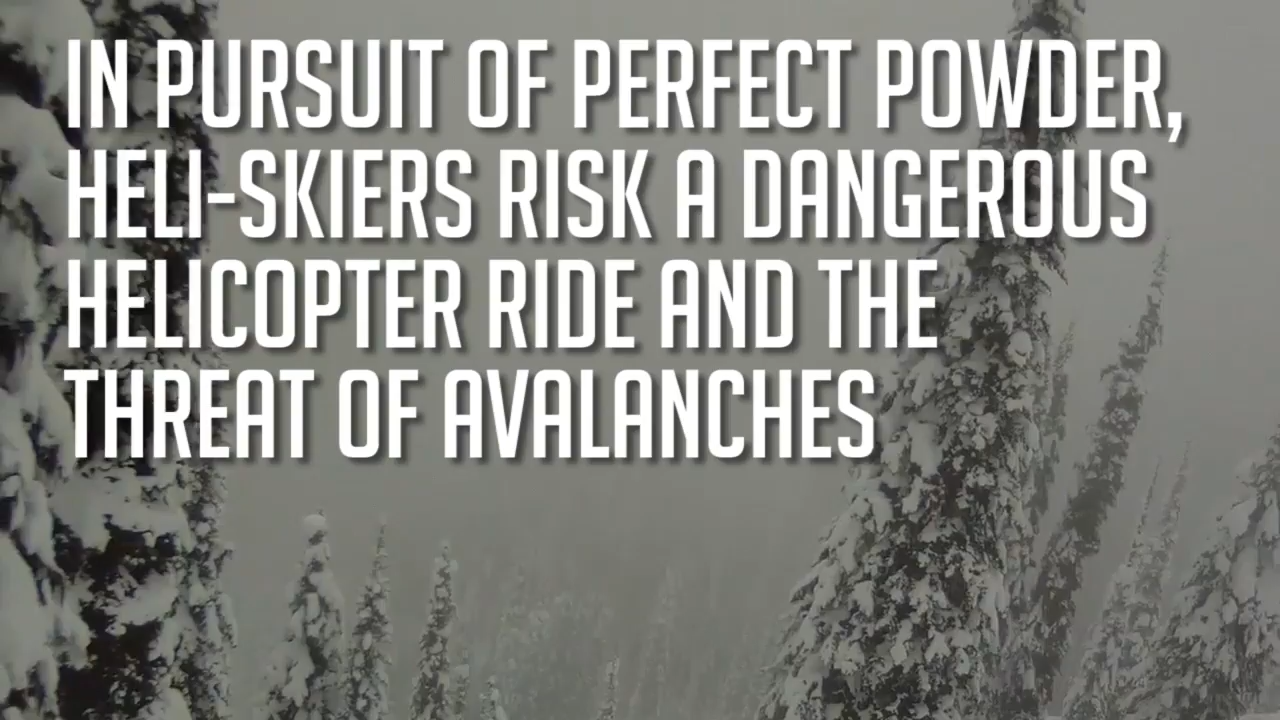 IN PURSUIT OF PERFECT POWDER,
HELI-SKIERS RISK A DANGEROUS
HELICOPTER RIDE AND THE
THREAT OF AVALANCHES